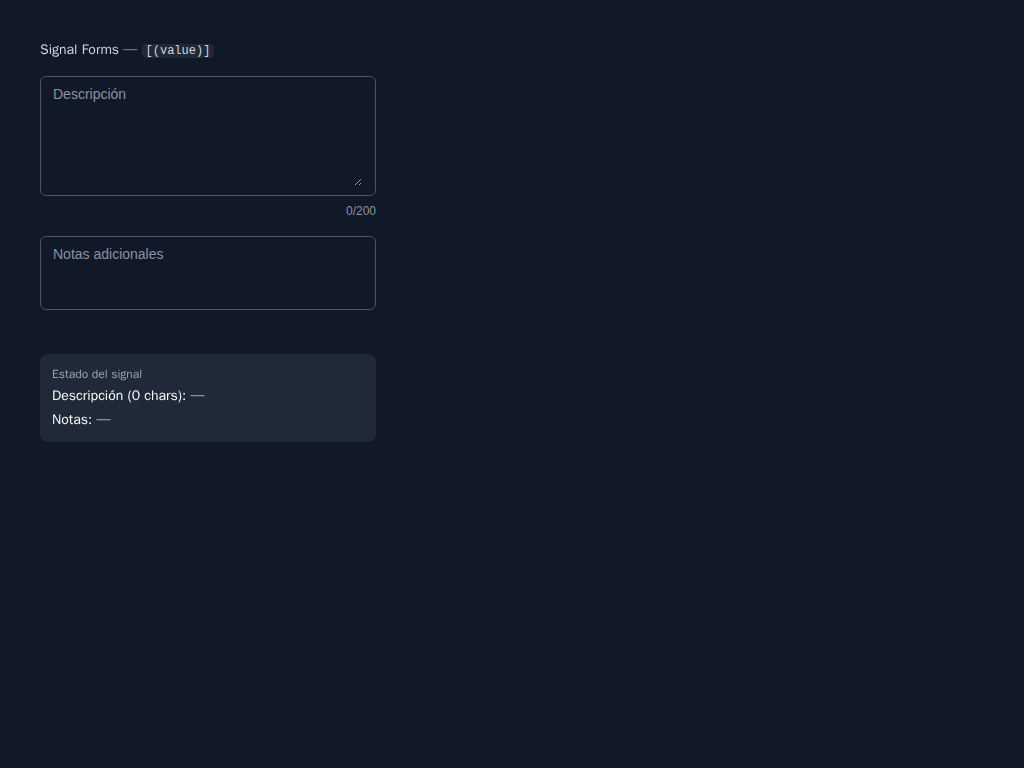 Signal Forms — [(value)]
Descripción
0/200
Notas adicionales
Estado del signal
Descripción (0 chars): —
Notas: —